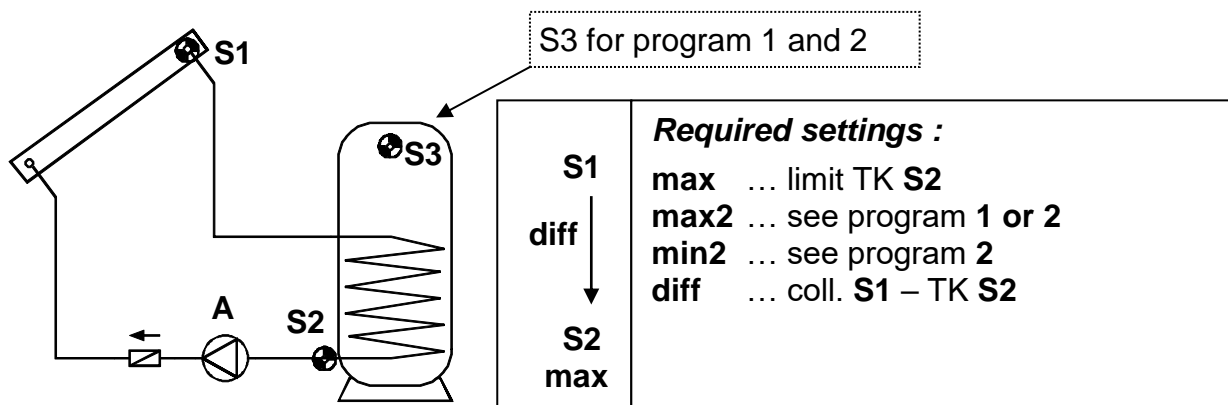 S1
S3 for program 1 and 2
S3
A
S2
S1
diff
S2
max
Required settings :
max … limit TK S2
max2 … see program 1 or 2
min2 … see program 2
diff … coll. S1 – TK S2